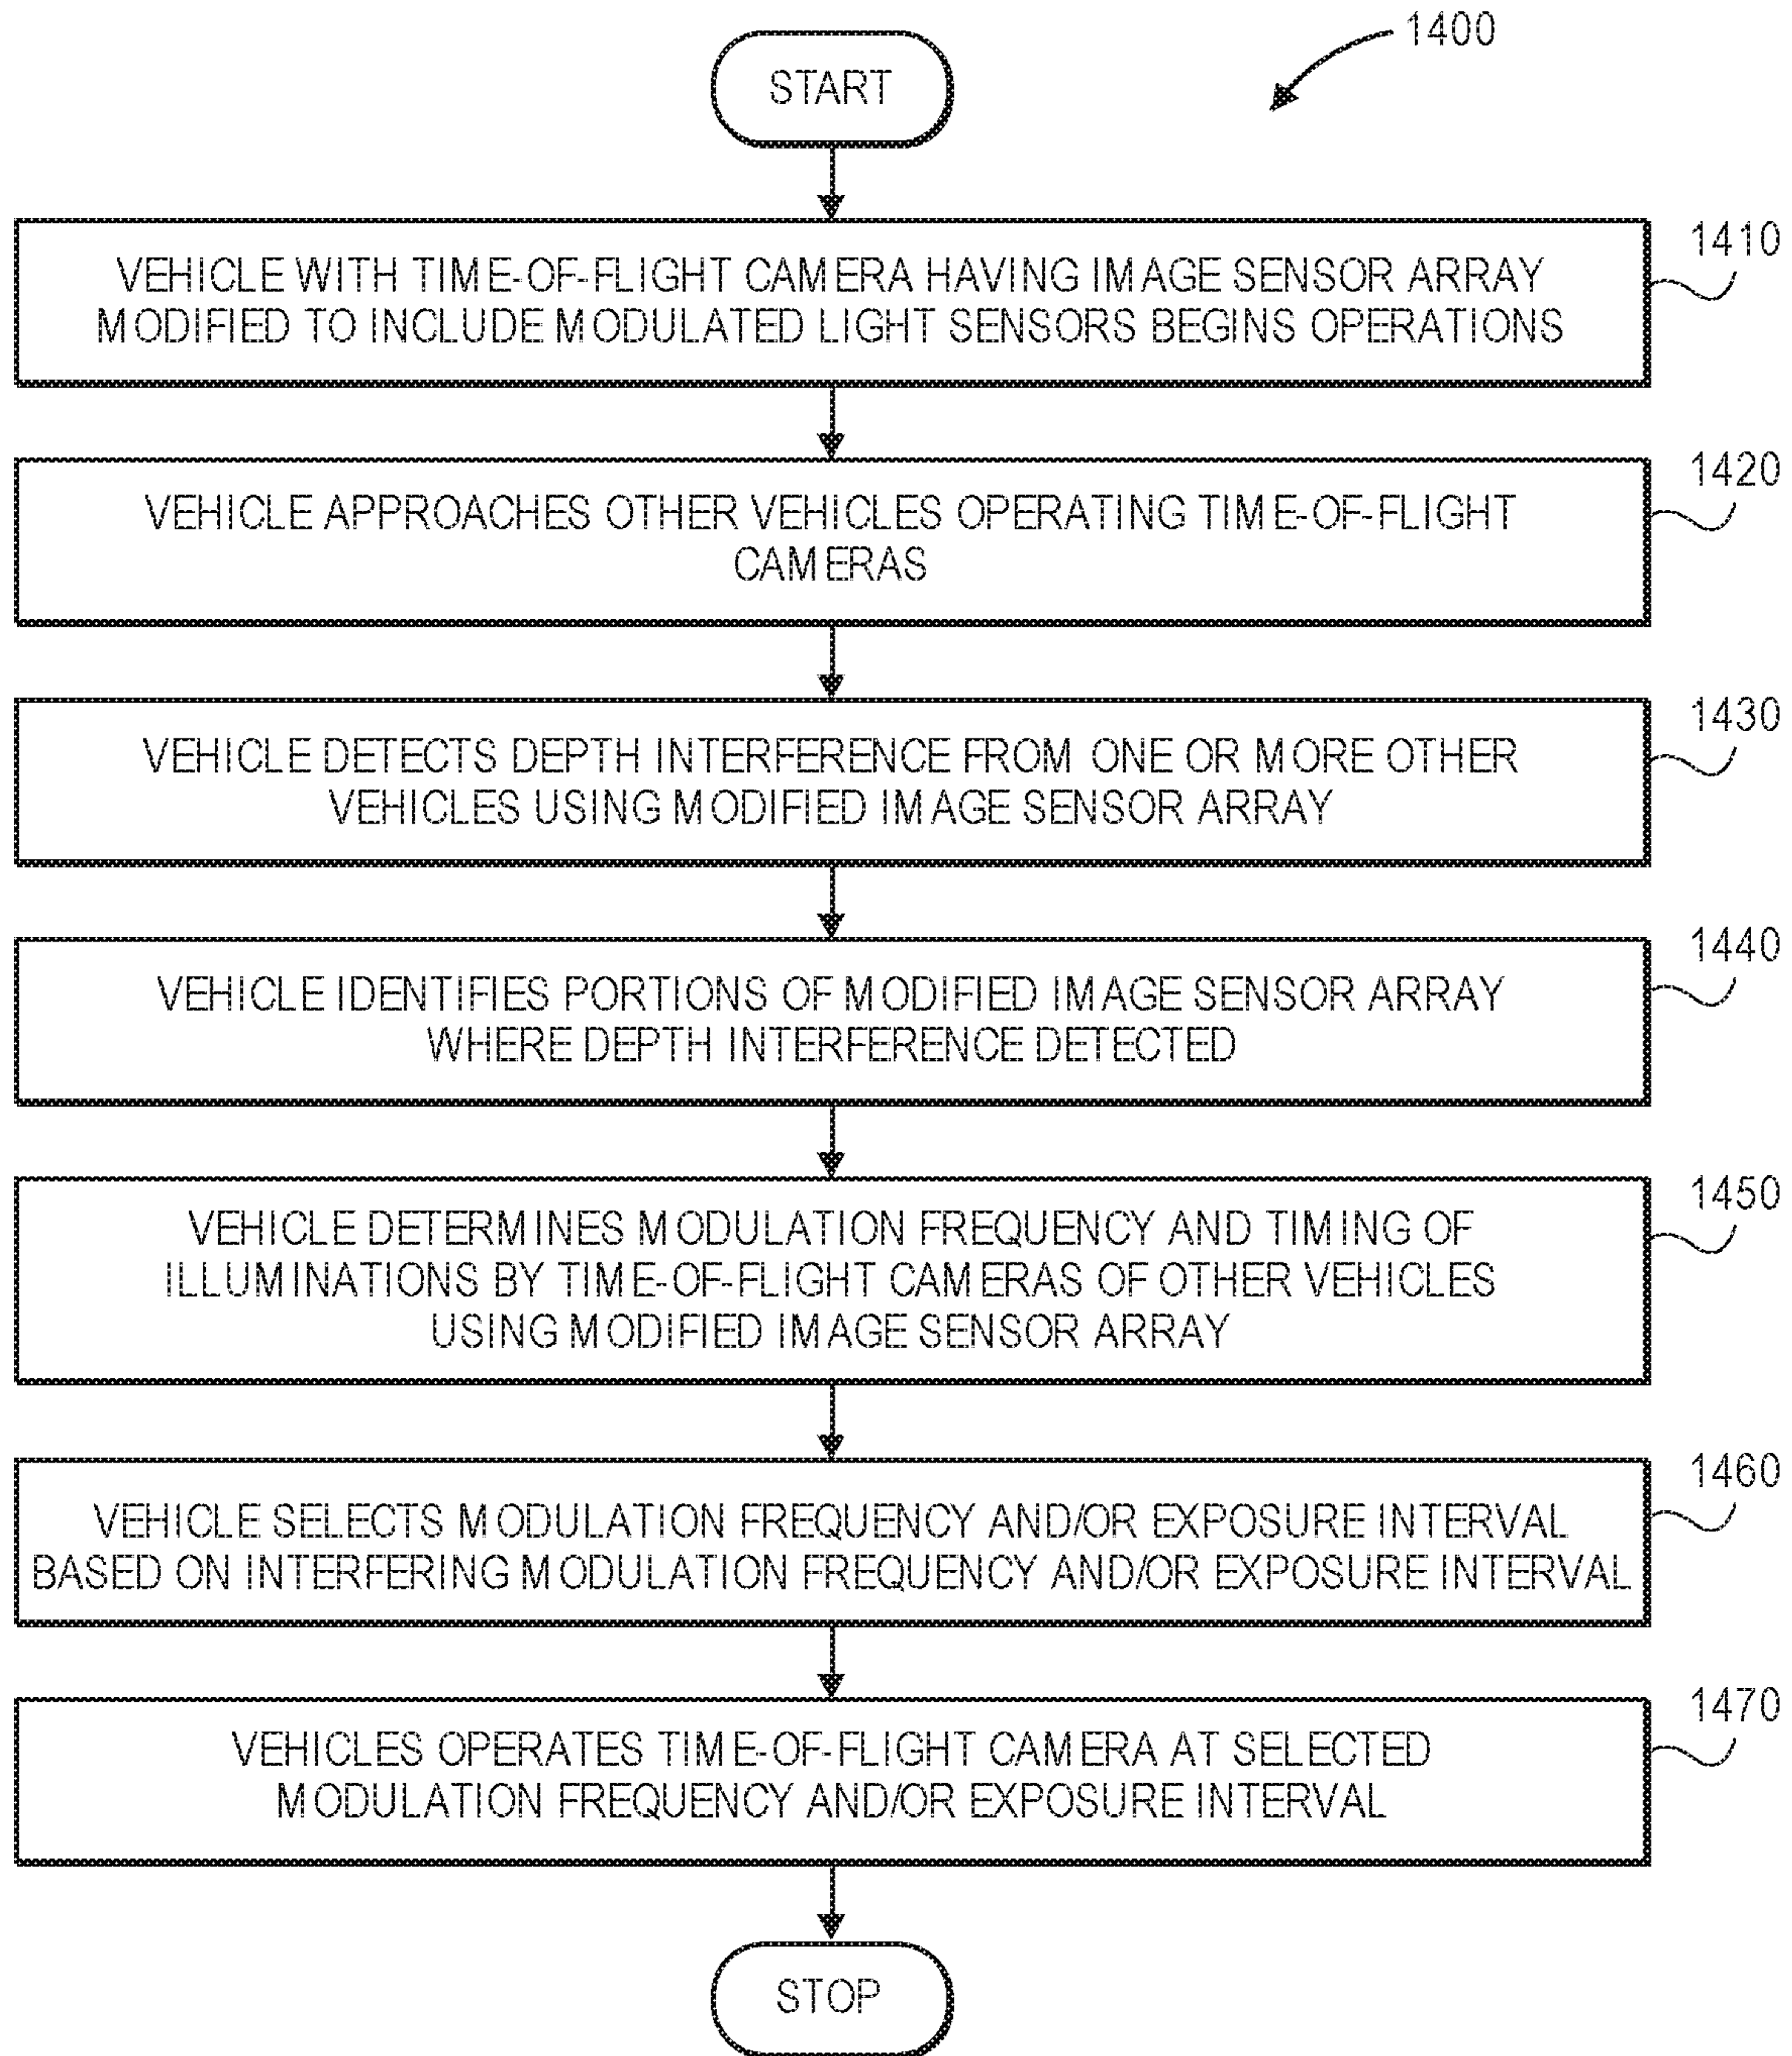 1400
START
1410
VEHICLE WITH TIME-OF-FLIGHT CAMERA HAVING IMAGE SENSOR ARRAY
MODIFIED TO INCLUDE MODULATED LIGHT SENSORS BEGINS OPERATIONS
1420
VEHICLE APPROACHES OTHER VEHICLES OPERATING TIME-OF-FLIGHT
CAMERAS
1430
VEHICLE DETECTS DEPTH INTERFERENCE FROM ONE OR MORE OTHER
VEHICLES USING MODIFIED IMAGE SENSOR ARRAY
1440
VEHICLE IDENTIFIES PORTIONS OF MODIFIED IMAGE SENSOR ARRAY
WHERE DEPTH INTERFERENCE DETECTED
1450
VEHICLE DETERMINES MODULATION FREQUENCY AND TIMING OF
ILLUMINATIONS BY TIME-OF-FLIGHT CAMERAS OF OTHER VEHICLES
USING MODIFIED IMAGE SENSOR ARRAY
1460
VEHICLE SELECTS MODULATION FREQUENCY AND/OR EXPOSURE INTERVAL
BASED ON INTERFERING MODULATION FREQUENCY AND/OR EXPOSURE INTERVAL
1470
VEHICLES OPERATES TIME-OF-FLIGHT CAMERA AT SELECTED
MODULATION FREQUENCY AND/OR EXPOSURE INTERVAL
STOP